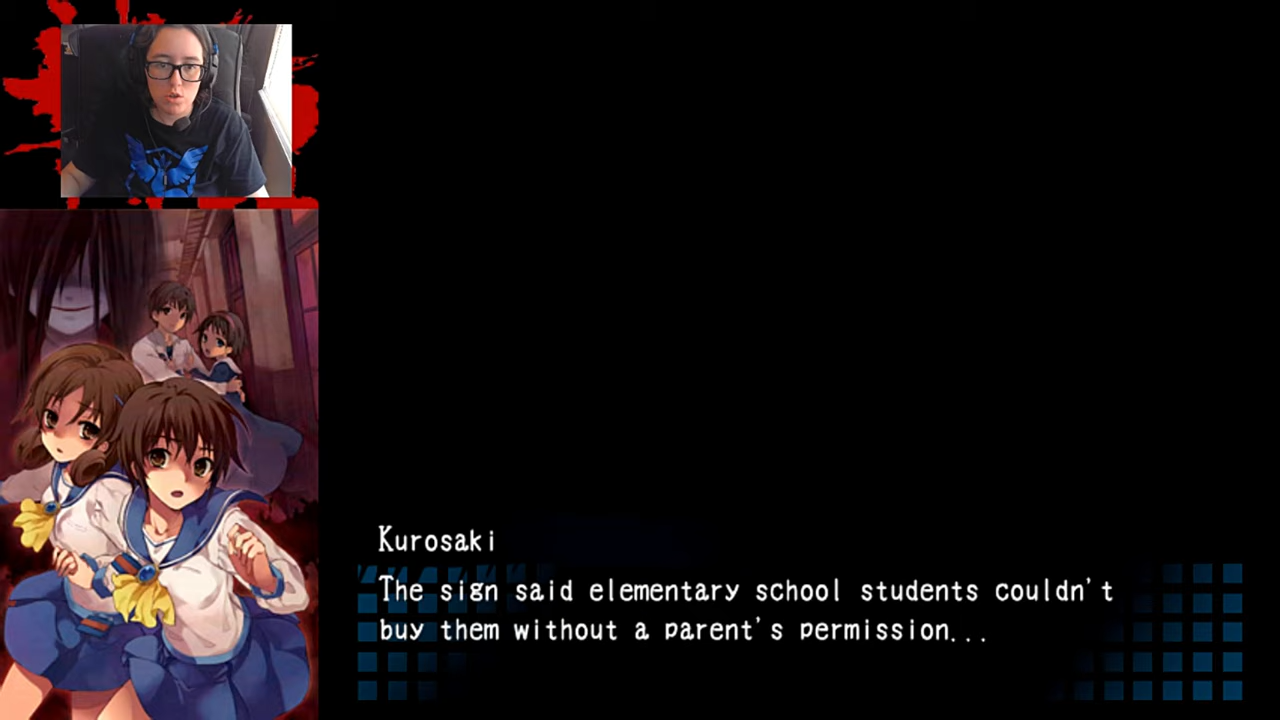 Kurosaki
The sign said elementary school students couldn't
buy them without a parent's permission...